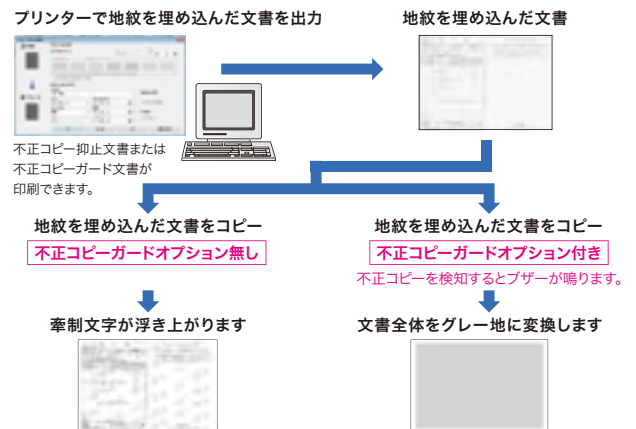 プリンターで地紋を埋め込んだ文書を出力
地紋を埋め込んだ文書
不正コピー抑止文書または
不正コピーガード文書が
印刷できます。
地紋を埋め込んだ文書をコピー
不正コピーガードオプション無し
地紋を埋め込んだ文書をコピー
不正コピーガードオプション付き
不正コピーを検知するとブザーが鳴ります。
牽制文字が浮き上がります
文書全体をグレー地に変換します